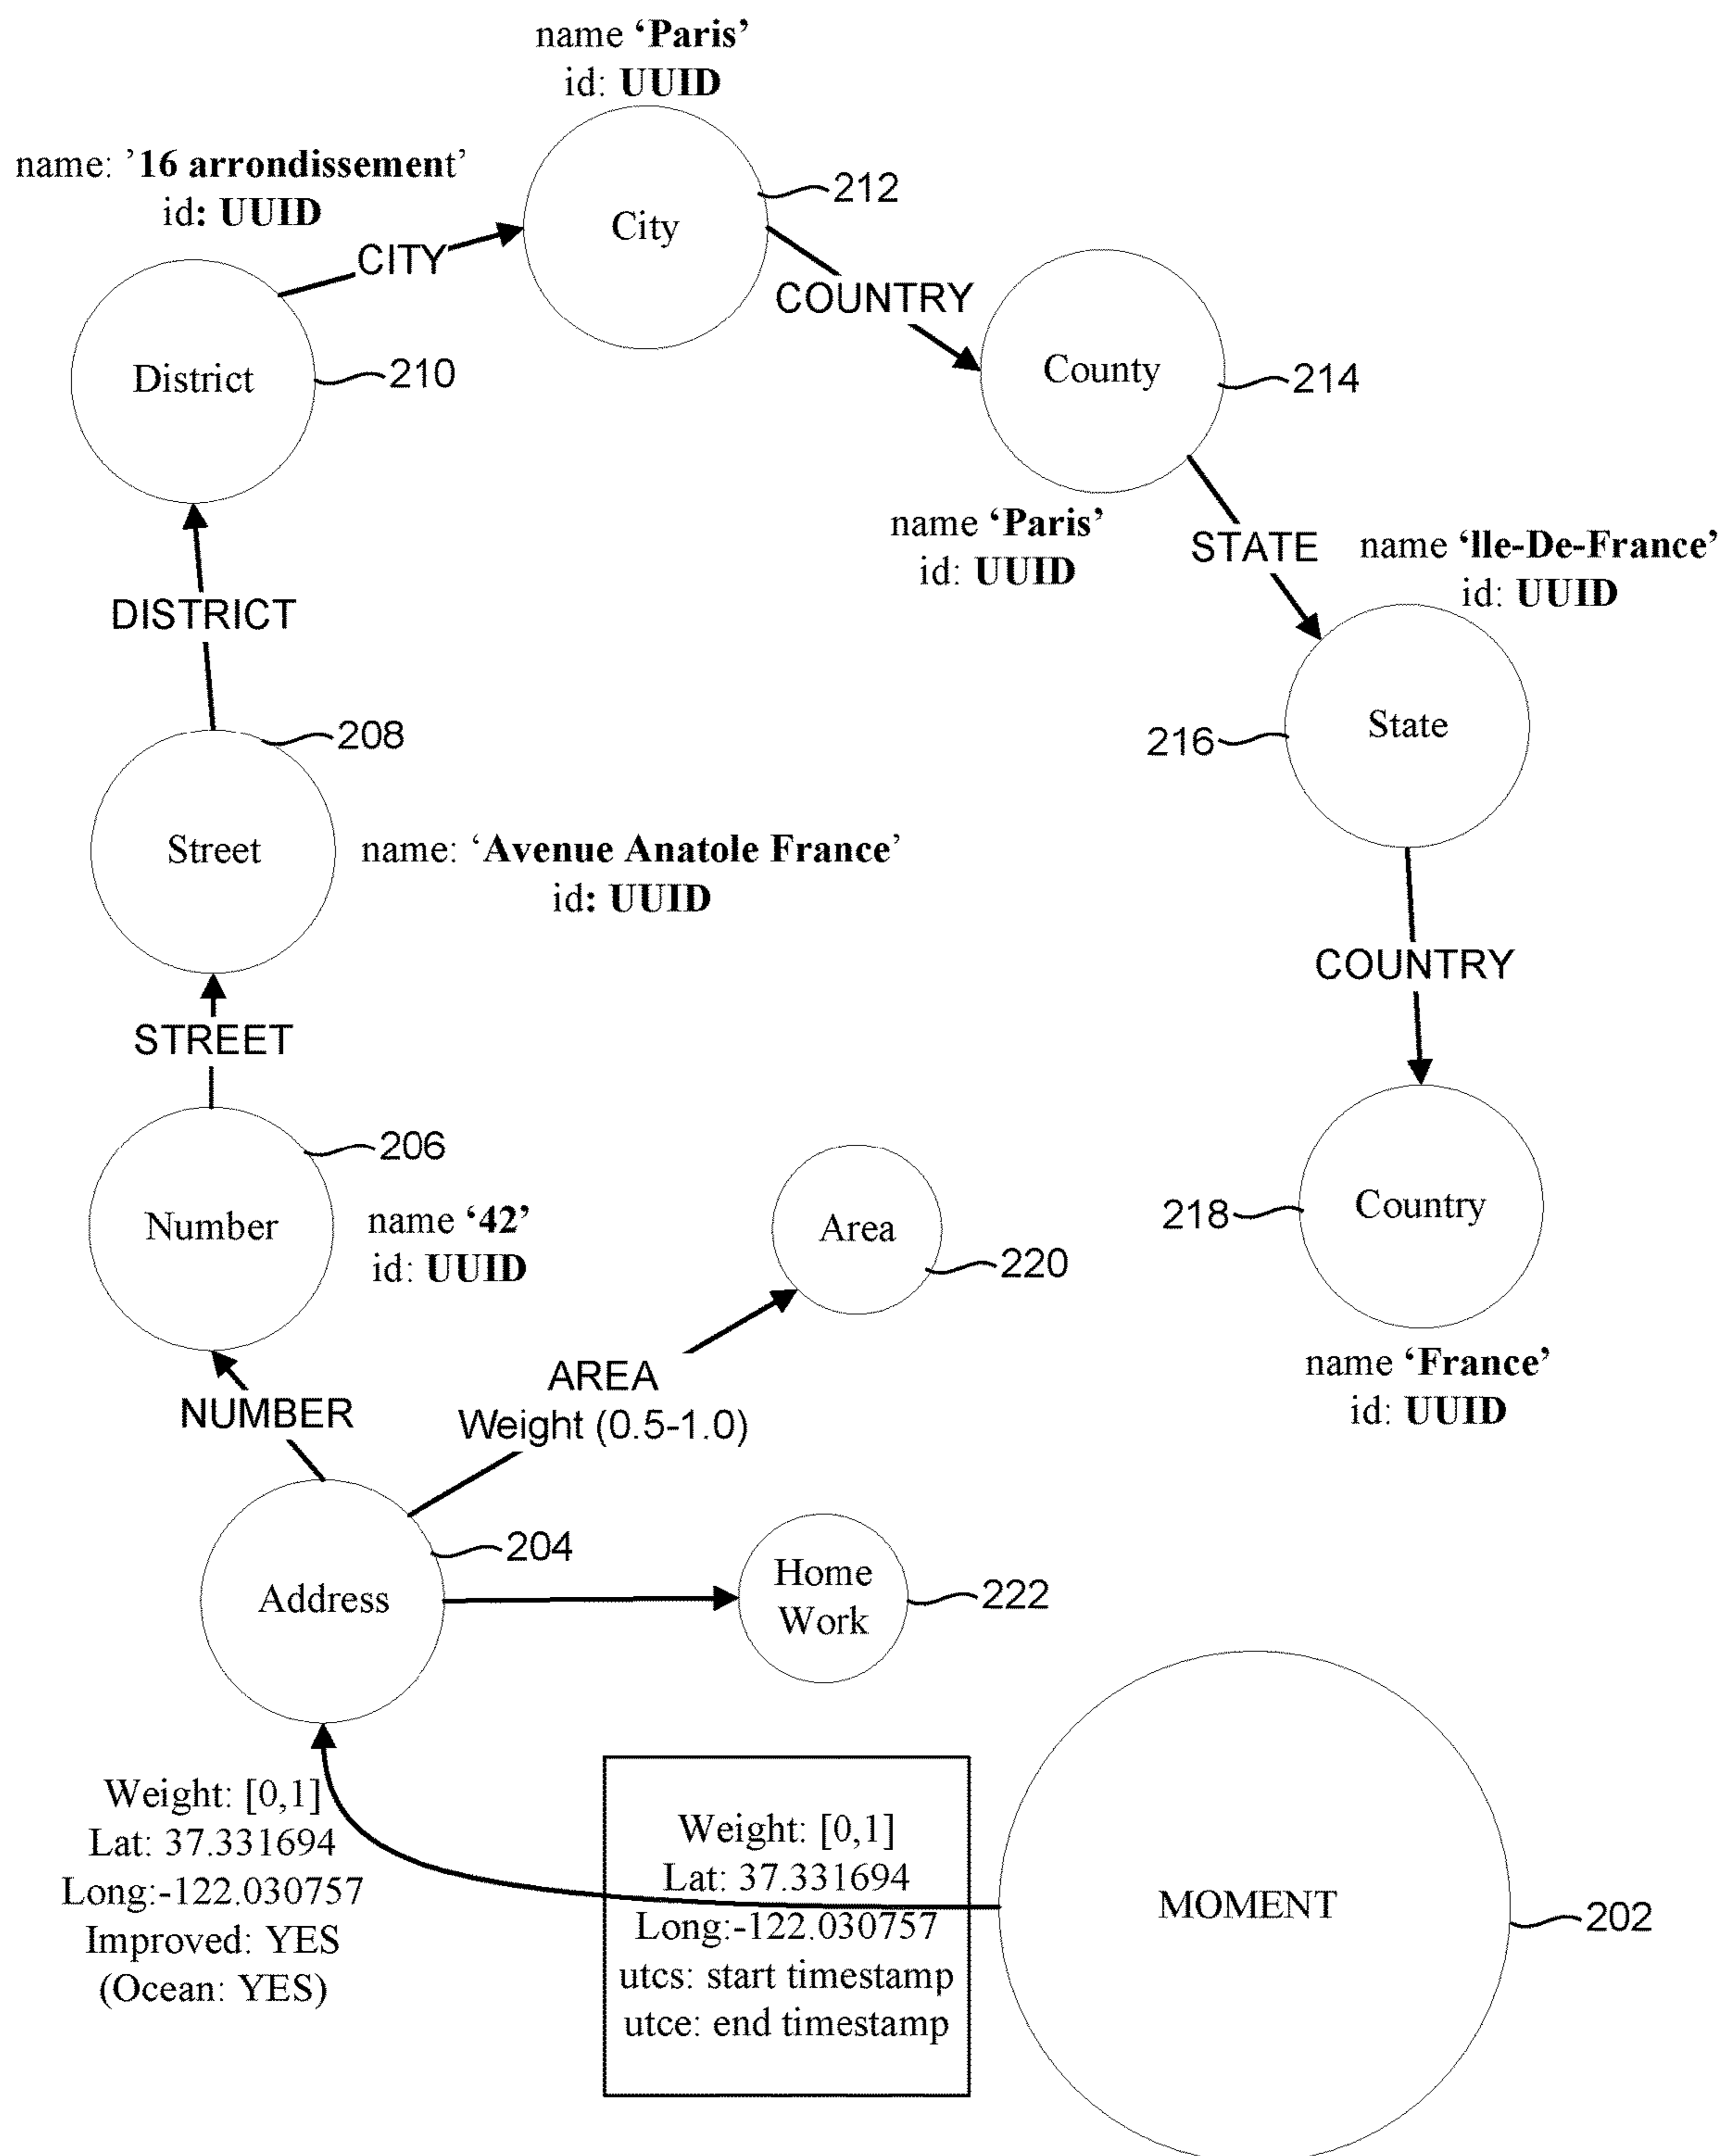 name ‘Paris’
id: UUID
name: ’16 arrondissement’
id: UUID
212
City
CITY
COUNTRY
District
210
County
214
name ‘Paris’
id: UUID
STATE
name ‘Ile-De-France’
id: UUID
DISTRICT
208
State
216
Street
name: ‘Avenue Anatole France’
id: UUID
COUNTRY
STREET
206
Number
name ‘42’
id: UUID
Area
220
Country
218
name ‘France’
id: UUID
AREA
Weight (0.5-1.0)
NUMBER
204
Address
Home
Work
222
Weight: [0,1]
Lat: 37.331694
Long:-122.030757
Improved: YES
(Ocean: YES)
Weight: [0,1]
Lat: 37.331694
Long:-122.030757
utcs: start timestamp
utce: end timestamp
MOMENT
202